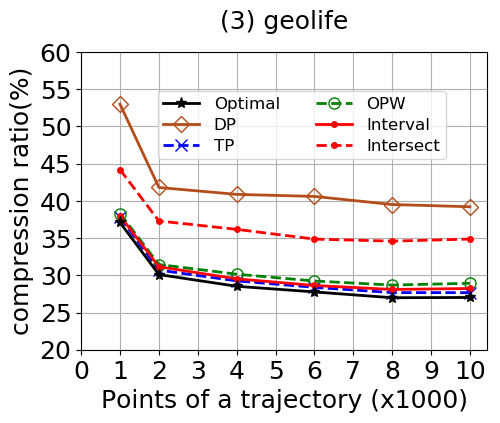 (3) geolife
compression ratio(%)
60
55
50
45
40
35
30
25
20
Optimal
DP
TP
OPW
Interval
Intersect
0 1 2 3 4 5 6 7 8 9 10
Points of a trajectory (x1000)